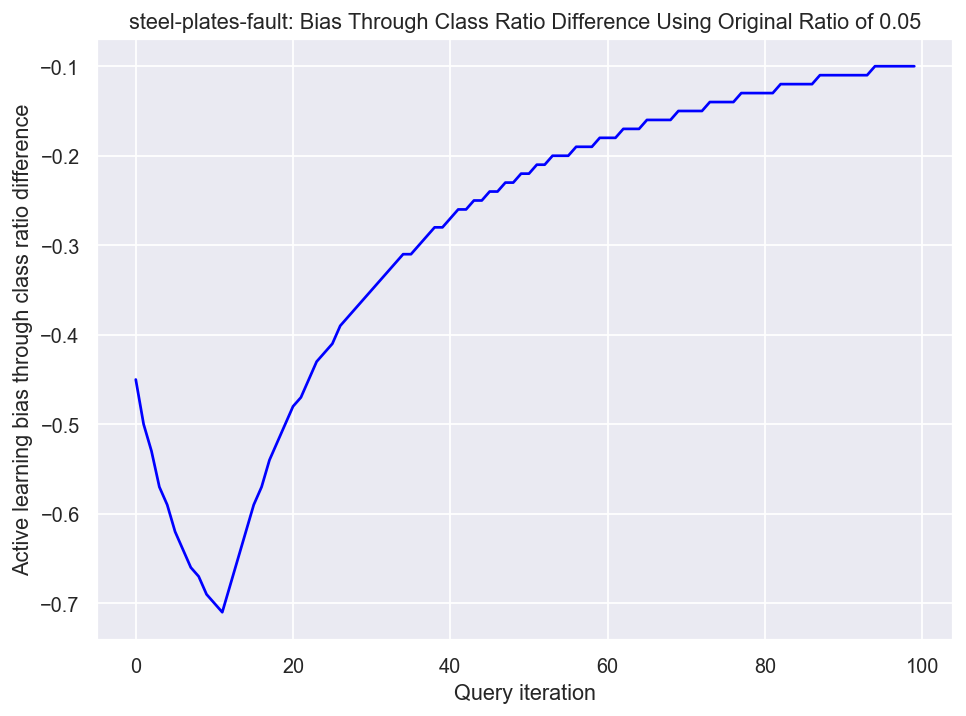 steel-plates-fault: Bias Through Class Ratio Difference Using Original Ratio of 0.05
Active learning bias through class ratio difference
−0.1
−0.2
−0.3
−0.4
−0.5
−0.6
−0.7
0 20 40 60 80 100
Query iteration